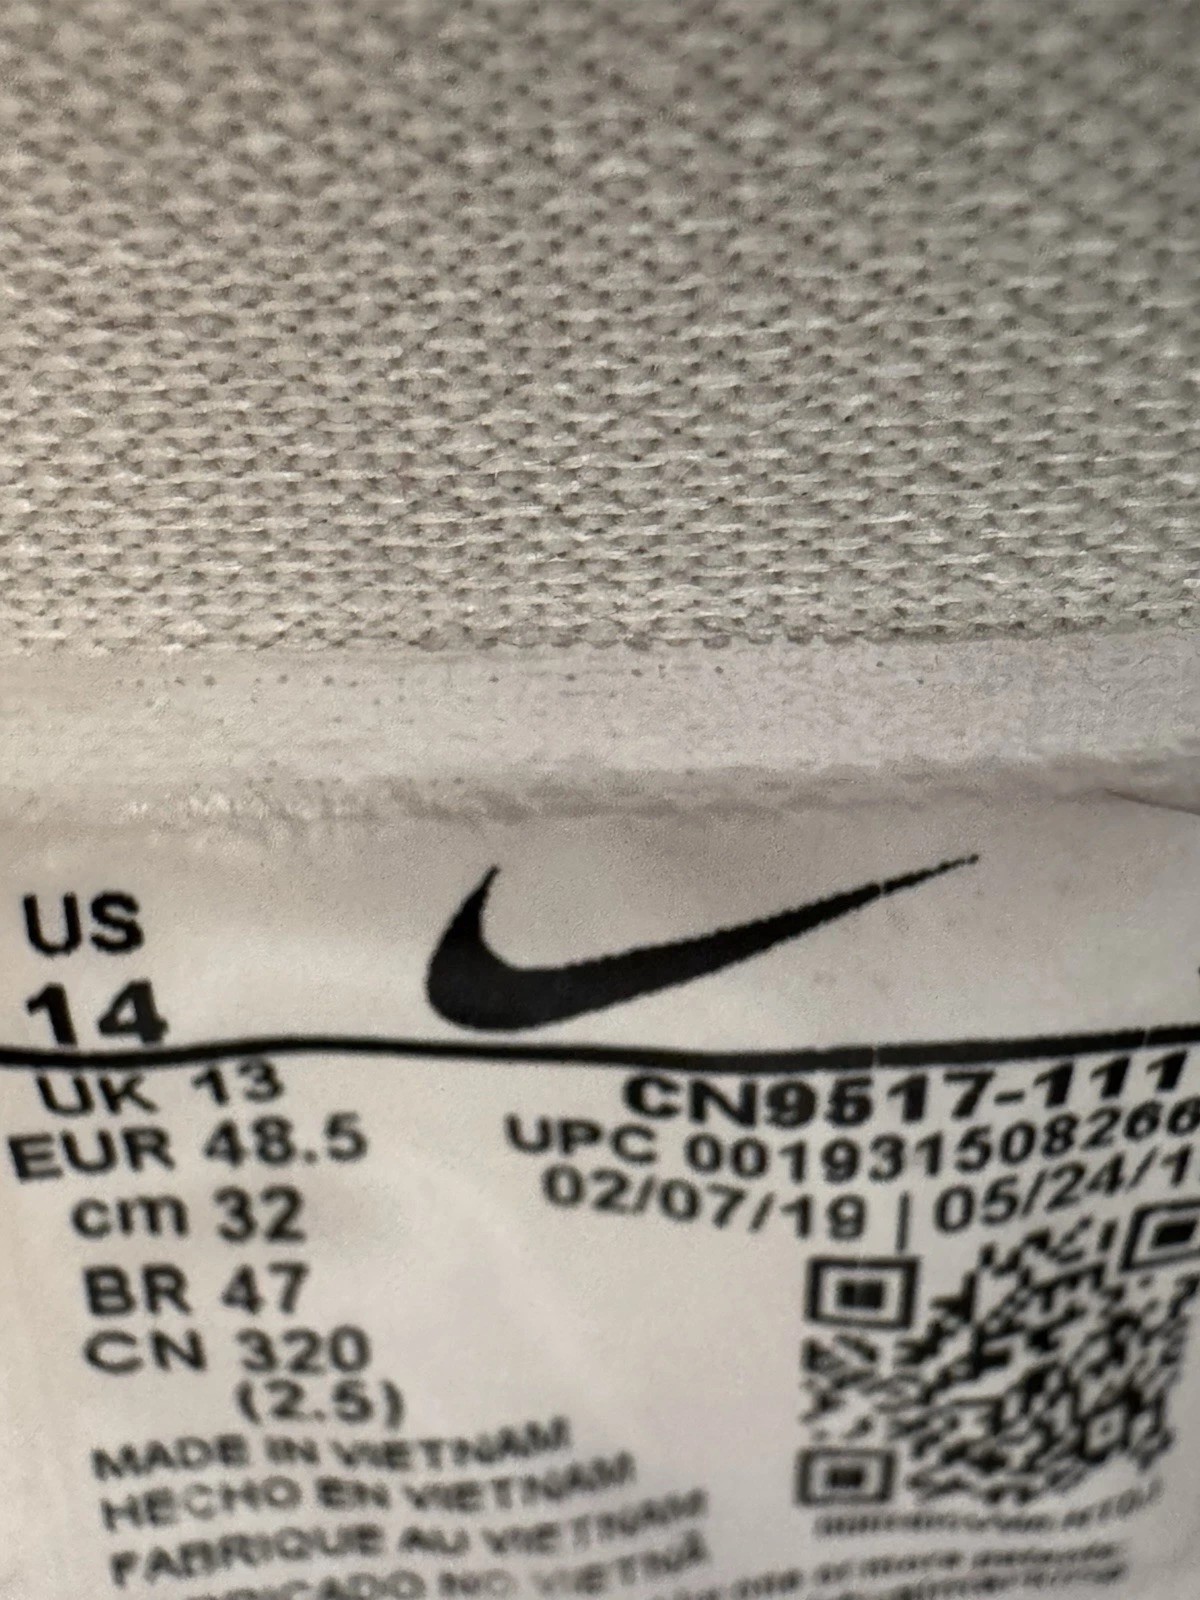 US
14
UK 13
EUR 48.5
cm 32
BR 47
CN 320
(2.5)
CN9517-111
UPC 001931508266
02/07/19 | 05/24/1
MADE IN VIETNAM
HECHO EN VIETNAM
FABRIQUE AU VIETNAM